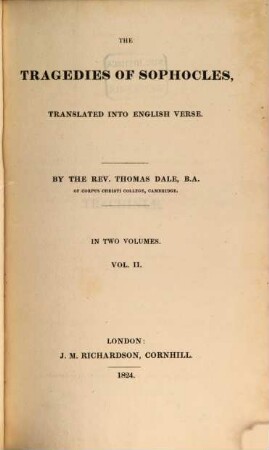 THE
TRAGEDIES OF SOPHOCLES,
TRANSLATED INTO ENGLISH VERSE.
BY THE REV. THOMAS DALE, B.A.
OF CORPUS CHRISTI COLLEGE, CAMBRIDGE.
IN TWO VOLUMES.
VOL. II.
LONDON:
J. M. RICHARDSON, CORNHILL.
1824.